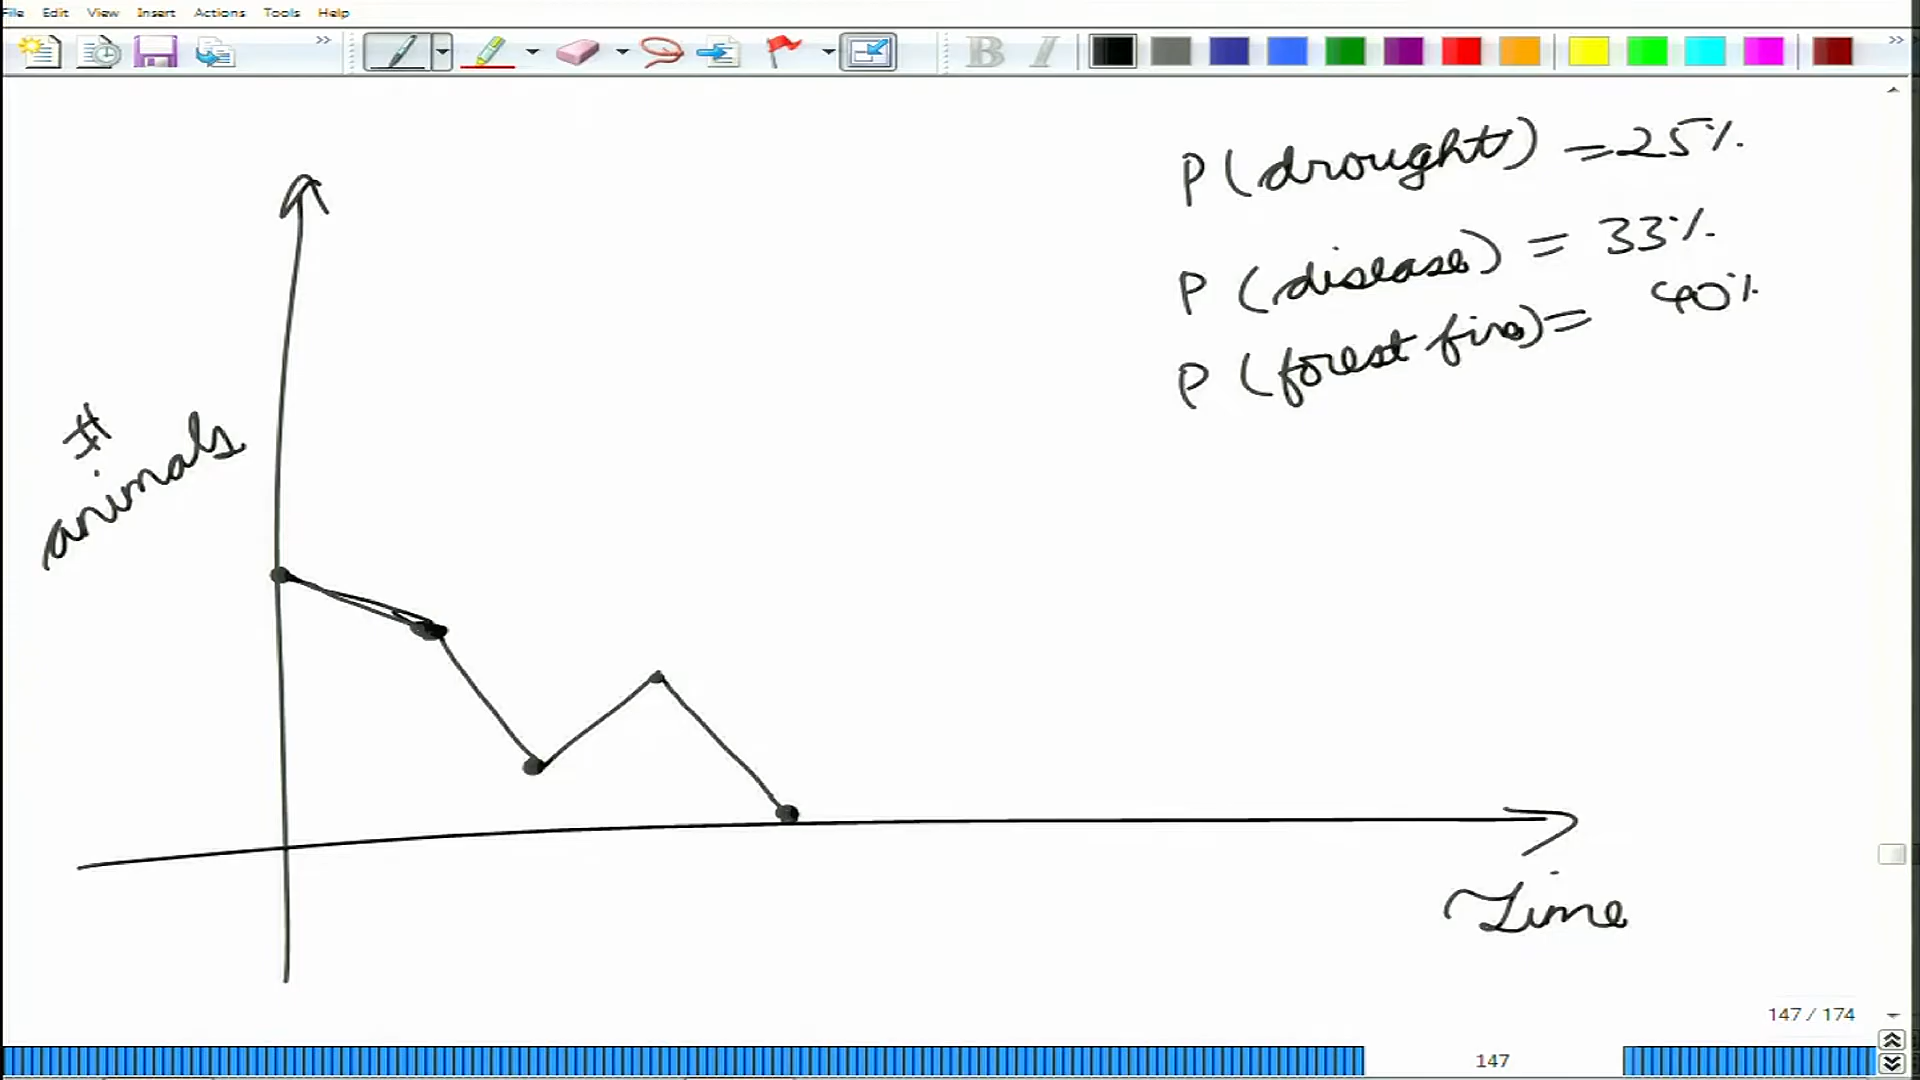 File Edit View Insert Actions Tools Help
B I
P (drought) = 25%
P (disease) = 33%
P (forest fire) = 40%
#
animals
Time
147 / 174
147